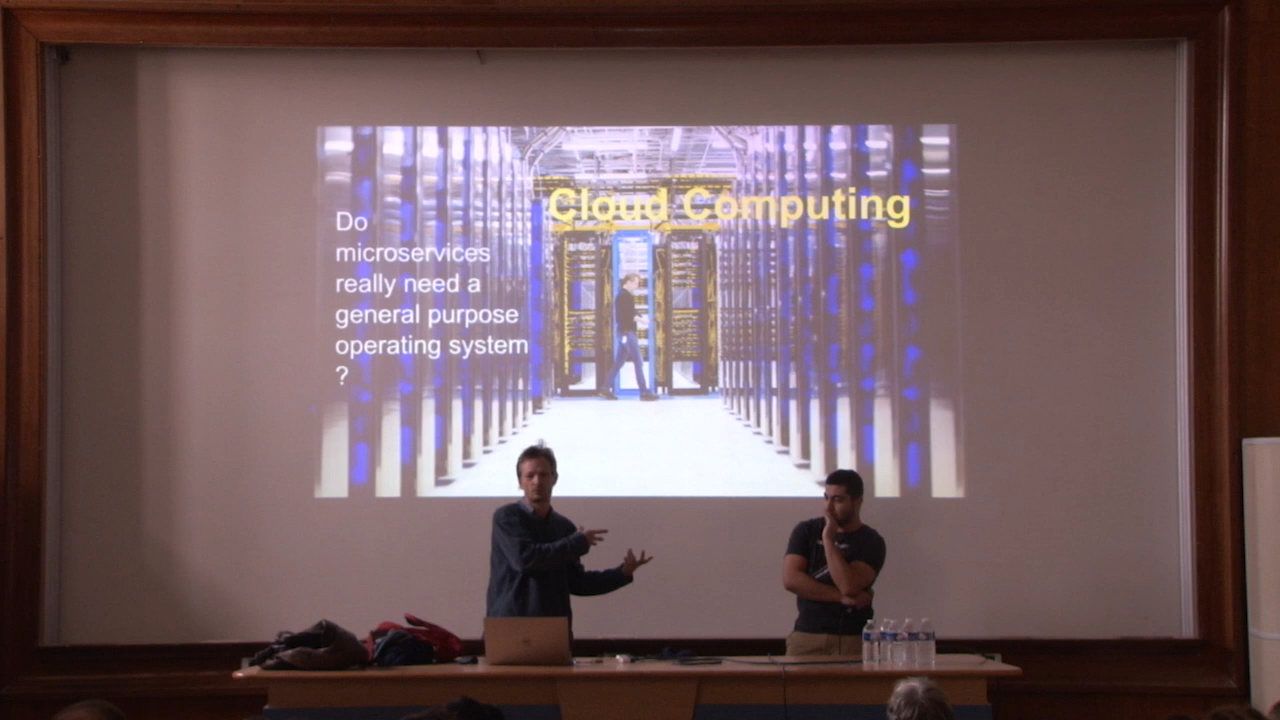 Cloud Computing
Do
microservices
really need a
general purpose
operating system
?